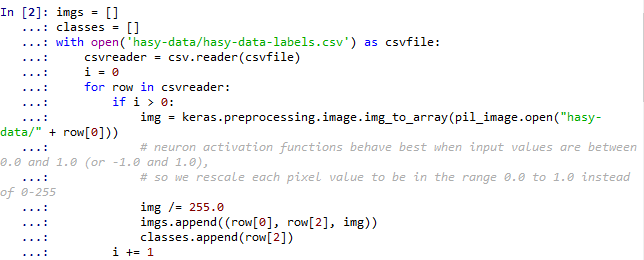 In [2]: imgs = []
   ...: classes = []
   ...: with open('hasy-data/hasy-data-labels.csv') as csvfile:
   ...:     csvreader = csv.reader(csvfile)
   ...:     i = 0
   ...:     for row in csvreader:
   ...:         if i > 0:
   ...:             img = keras.preprocessing.image.img_to_array(pil_image.open("hasy-
data/" + row[0]))
   ...:             # neuron activation functions behave best when input values are between
0.0 and 1.0 (or -1.0 and 1.0),
   ...:             # so we rescale each pixel value to be in the range 0.0 to 1.0 instead
of 0-255
   ...:             img /= 255.0
   ...:             imgs.append((row[0], row[2], img))
   ...:             classes.append(row[2])
   ...:         i += 1